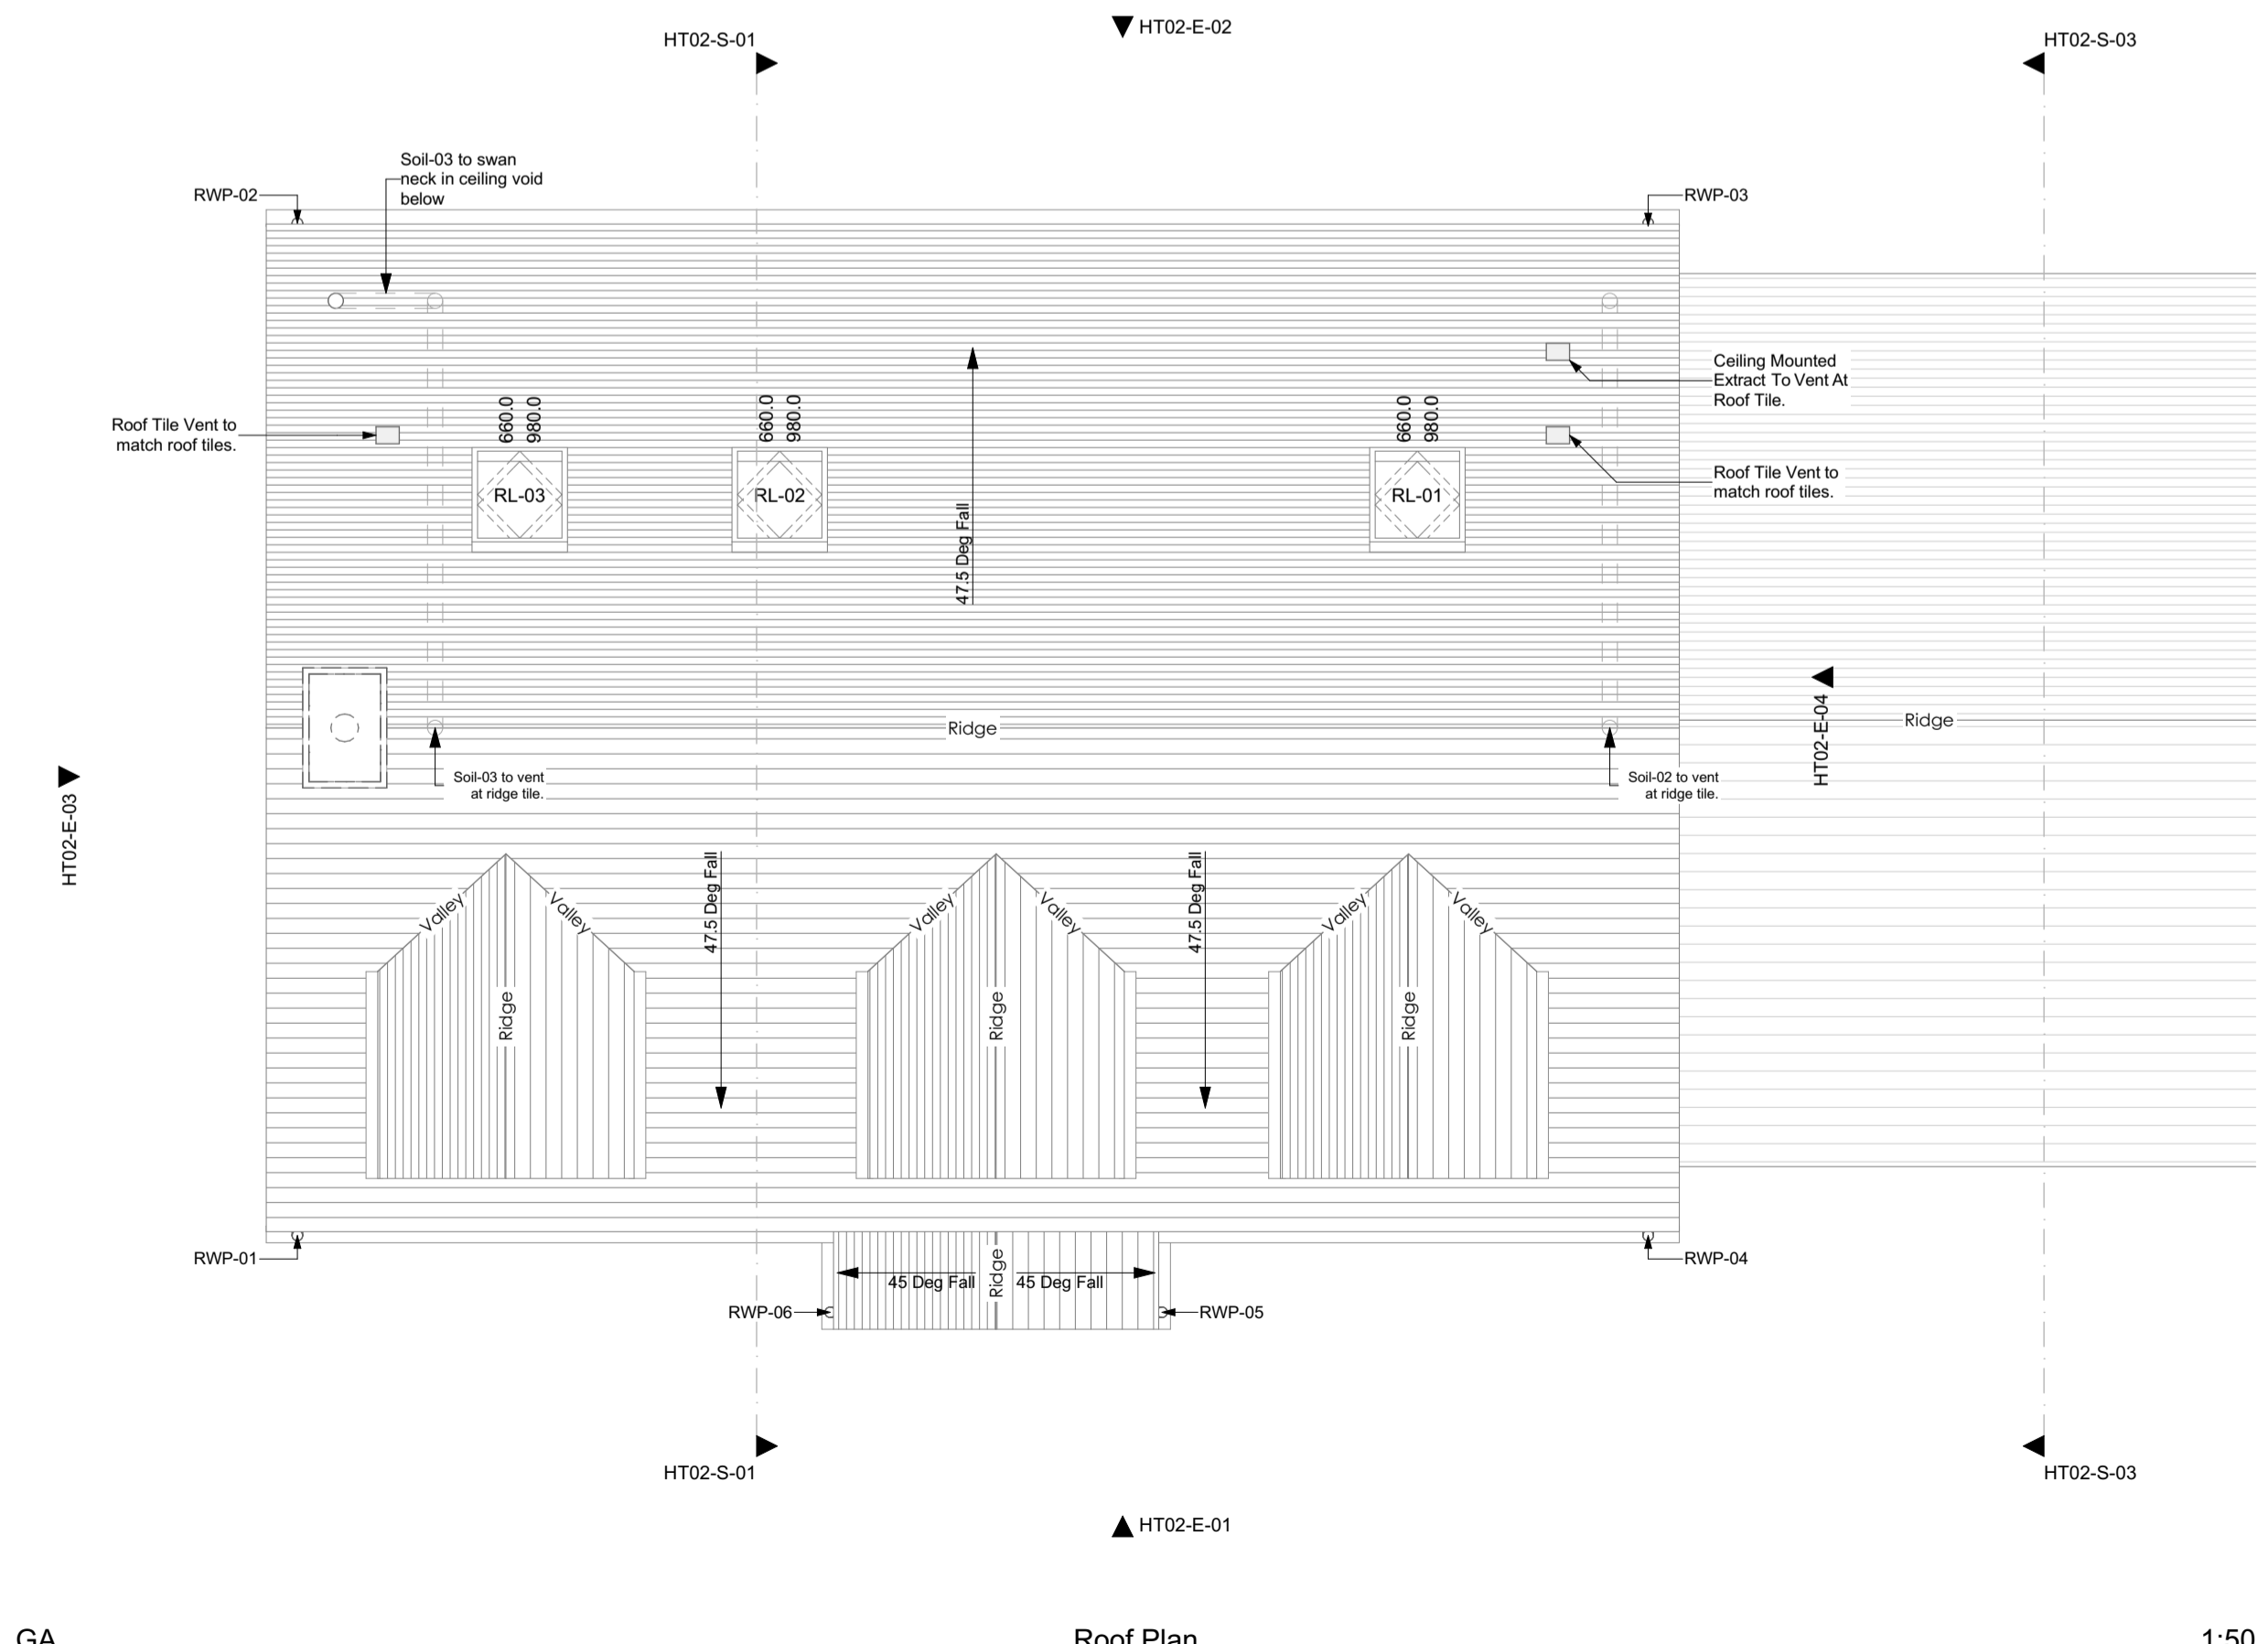 HT02-E-02
HT02-S-01
HT02-S-03
Soil-03 to swan
neck in ceiling void
below
RWP-02
RWP-03
Ceiling Mounted
Extract To Vent At
Roof Tile.
Roof Tile Vent to
match roof tiles.
660.0
980.0
660.0
980.0
660.0
980.0
Roof Tile Vent to
match roof tiles.
RL-03
RL-02
RL-01
47.5 Deg Fall
Ridge
Ridge
HT02-E-04
Soil-03 to vent
at ridge tile.
Soil-02 to vent
at ridge tile.
HT02-E-03
Valley
Valley
47.5 Deg Fall
Valley
Valley
47.5 Deg Fall
Valley
Valley
Ridge
Ridge
Ridge
RWP-01
RWP-04
45 Deg Fall
Ridge
45 Deg Fall
RWP-06
RWP-05
HT02-S-01
HT02-S-03
HT02-E-01
GA
Roof Plan
1:50